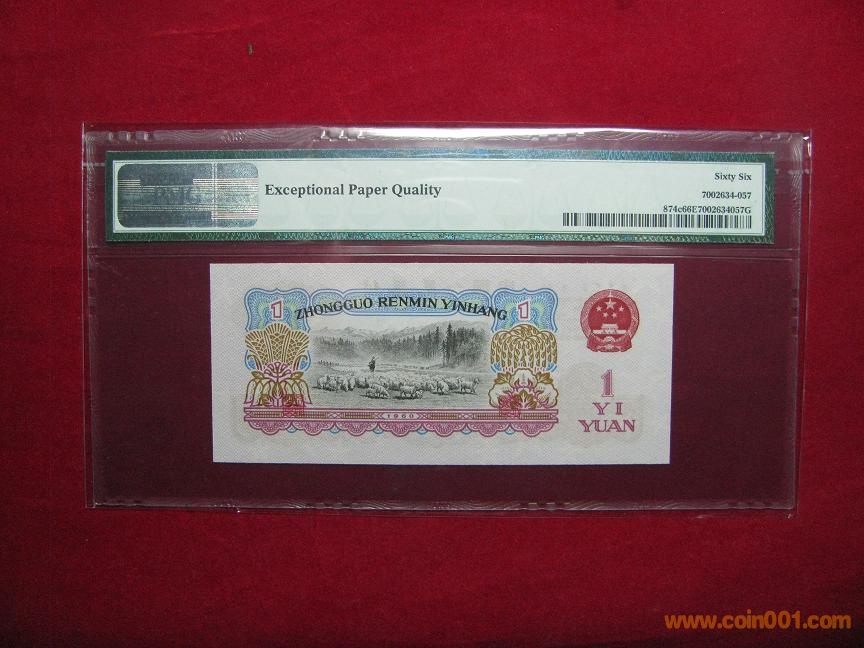 PMG
Exceptional Paper Quality
Sixty Six
7002634-057
874c66E7002634057G
ZHONGGUO RENMIN YINHANG
1 1
1960
1
YI
YUAN
www.coin001.com